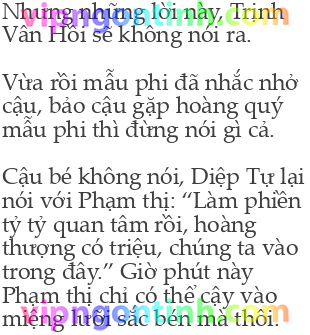 Nhưng những lời này, Trịnh
Vân Hồi sẽ không nói ra.
Vừa rồi mẫu phi đã nhắc nhở
cậu, bảo cậu gặp hoàng quý
mẫu phi thì đừng nói gì cả.
Cậu bé không nói, Diệp Tự lại
nói với Phạm thị: “Làm phiền
tỷ tỷ quan tâm rồi, hoàng
thượng có triệu, chúng ta vào
trong đây.” Giờ phút này
Phạm thị chỉ có thể cậy vào
miệng lưỡi sắc bén mà thôi.
vipngontinh.com
vipngontinh.com